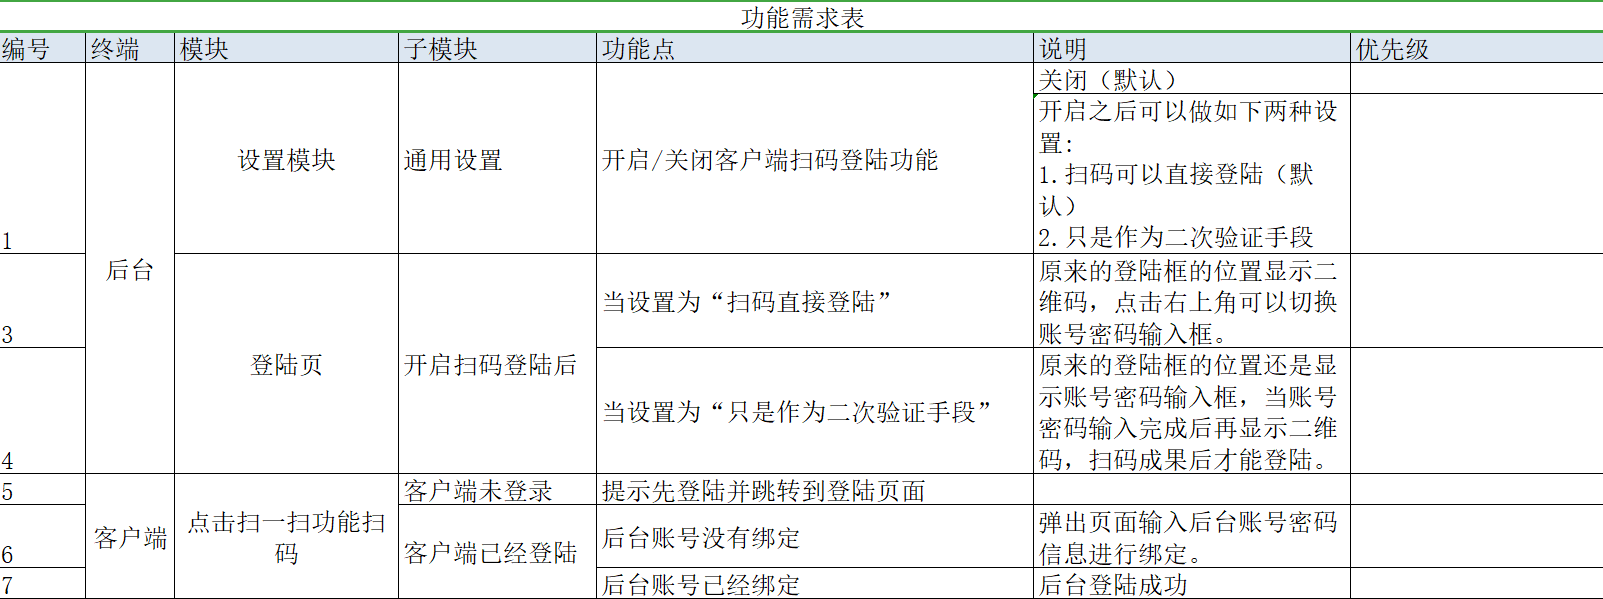 功能需求表
编号 终端 模块 子模块 功能点 说明 优先级
1
后台
设置模块
通用设置
开启/关闭客户端扫码登陆功能
关闭（默认）
开启之后可以做如下两种设
置:
1.扫码可以直接登陆（默
认）
2.只是作为二次验证手段
3
登陆页
开启扫码登陆后
当设置为“扫码直接登陆”
原来的登陆框的位置显示二
维码，点击右上角可以切换
账号密码输入框。
4
当设置为“只是作为二次验证手段”
原来的登陆框的位置还是显
示账号密码输入框，当账号
密码输入完成后再显示二维
码，扫码成果后才能登陆。
5
客户端
点击扫一扫功能扫
码
客户端未登录
提示先登陆并跳转到登陆页面
6
客户端已经登陆
后台账号没有绑定
弹出页面输入后台账号密码
信息进行绑定。
7
后台账号已经绑定
后台登陆成功